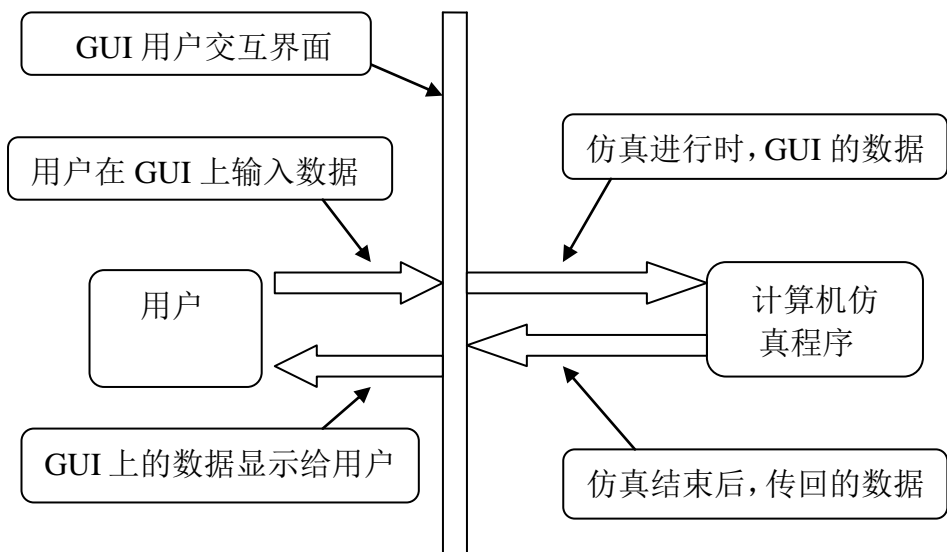 GUI 用户交互界面
用户在 GUI 上输入数据
仿真进行时,GUI 的数据
用户
计算机仿
真程序
GUI 上的数据显示给用户
仿真结束后,传回的数据